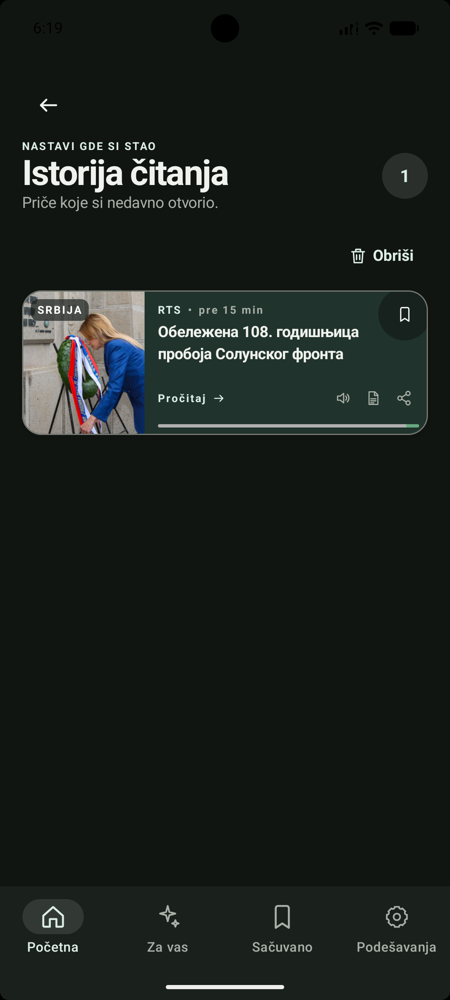 6:19
NASTAVI GDE SI STAO
Istorija čitanja
1
Priče koje si nedavno otvorio.
Obriši
SRBIJA
RTS • pre 15 min
Обележена 108. годишњица
пробоја Солунског фронта
Pročitaj →
Početna
Za vas
Sačuvano
Podešavanja